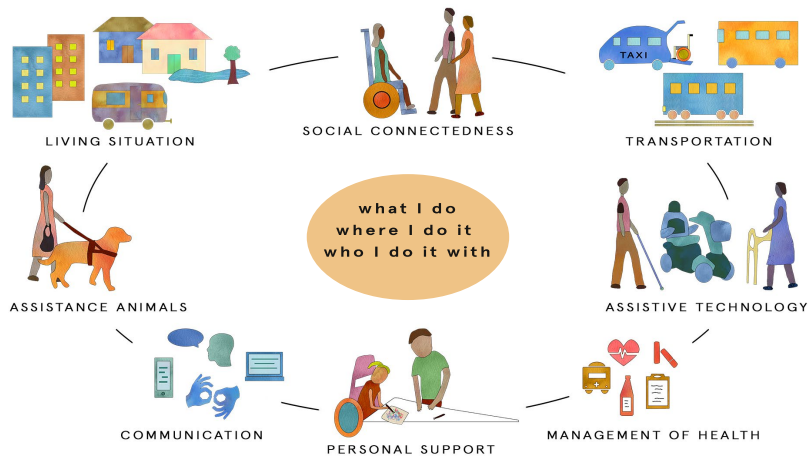 TAXI
LIVING SITUATION
SOCIAL CONNECTEDNESS
TRANSPORTATION
what I do
where I do it
who I do it with
ASSISTANCE ANIMALS
ASSISTIVE TECHNOLOGY
COMMUNICATION
PERSONAL SUPPORT
MANAGEMENT OF HEALTH